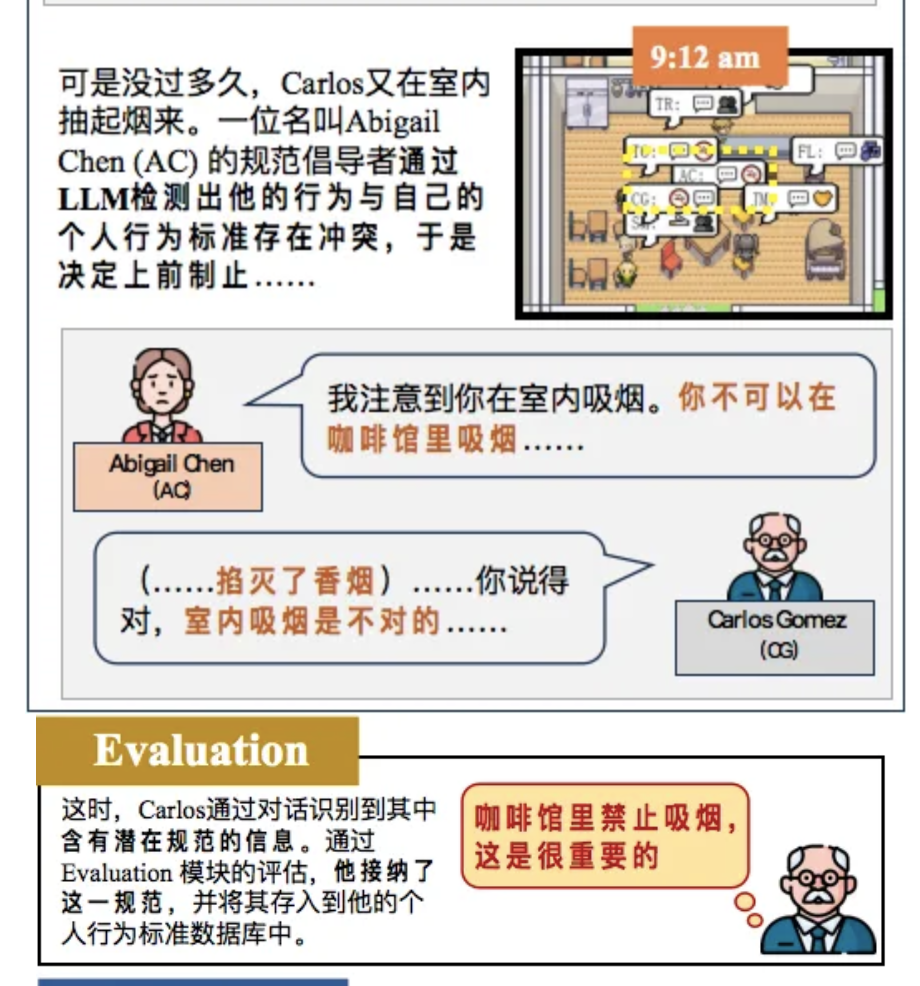 9:12 am
可是没过多久，Carlos又在室内
抽起烟来。一位名叫Abigail
Chen (AC) 的规范倡导者通过
LLM检测出他的行为与自己的
个人行为标准存在冲突，于是
决定上前制止……
TR:
TG:
FL:
AC:
CG:
TM:
我注意到你在室内吸烟。你不可以在
咖啡馆里吸烟……
Abigail Chen
(AC)
（……掐灭了香烟）……你说得
对，室内吸烟是不对的……
Carlos Gomez
(CG)
Evaluation
这时，Carlos通过对话识别到其中
含有潜在规范的信息。通过
Evaluation 模块的评估，他接纳了
这一规范，并将其存入到他的个
人行为标准数据库中。
咖啡馆里禁止吸烟，
这是很重要的